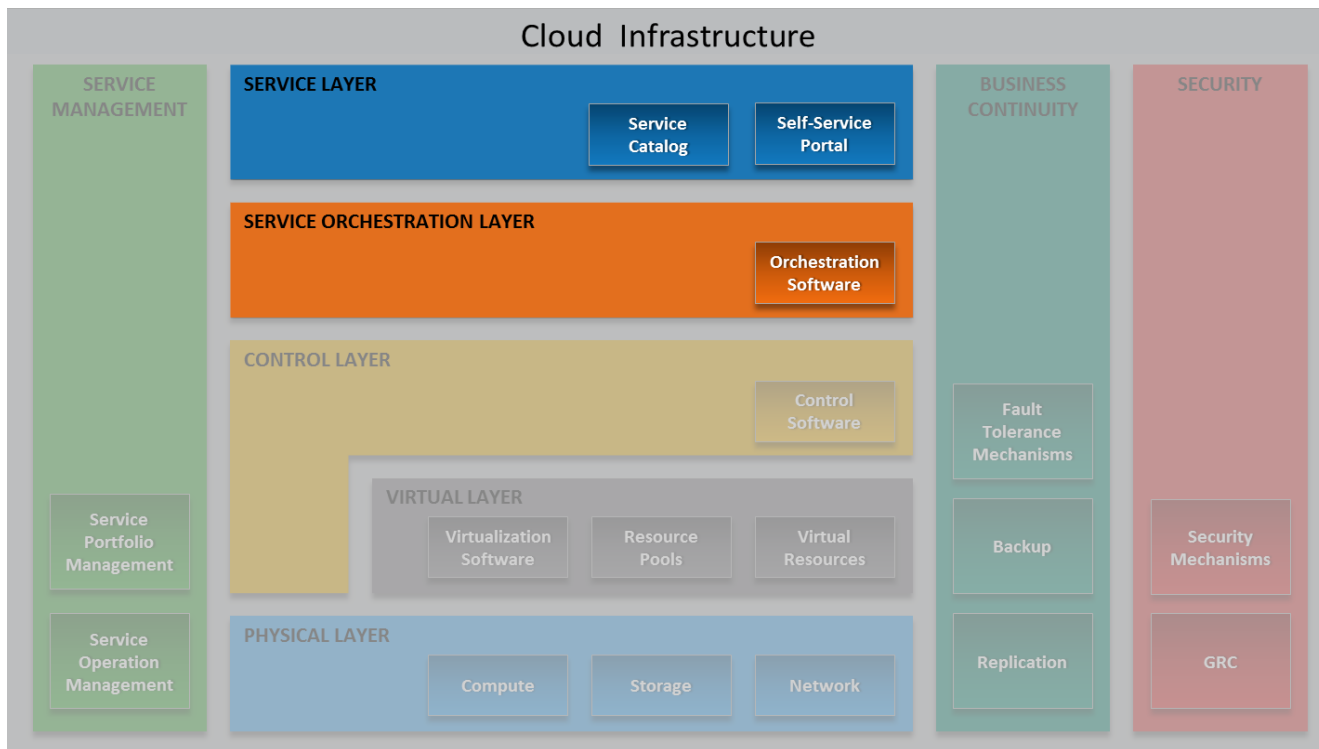 Cloud Infrastructure
SERVICE
MANAGEMENT
Service
Portfolio
Management
Service
Operation
Management
SERVICE LAYER
Service
Catalog
Self-Service
Portal
SERVICE ORCHESTRATION LAYER
Orchestration
Software
CONTROL LAYER
Control
Software
VIRTUAL LAYER
Virtualization
Software
Resource
Pools
Virtual
Resources
PHYSICAL LAYER
Compute
Storage
Network
BUSINESS
CONTINUITY
Fault
Tolerance
Mechanisms
Backup
Replication
SECURITY
Security
Mechanisms
GRC